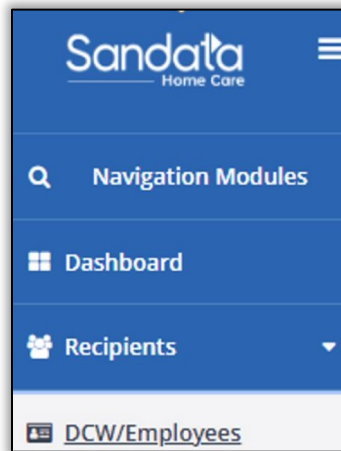 Sandata
Home Care
Navigation Modules
Dashboard
Recipients
DCW/Employees